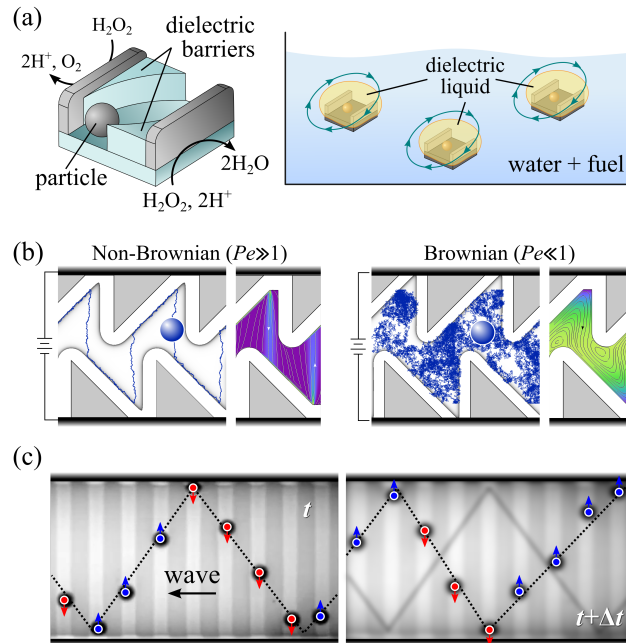 (a)
H₂O₂
2H⁺, O₂
dielectric
barriers
particle
2H₂O
H₂O₂, 2H⁺
dielectric
liquid
water + fuel
(b)
Non-Brownian (Pe≫1)
Brownian (Pe≪1)
(c)
t
wave
t+Δt